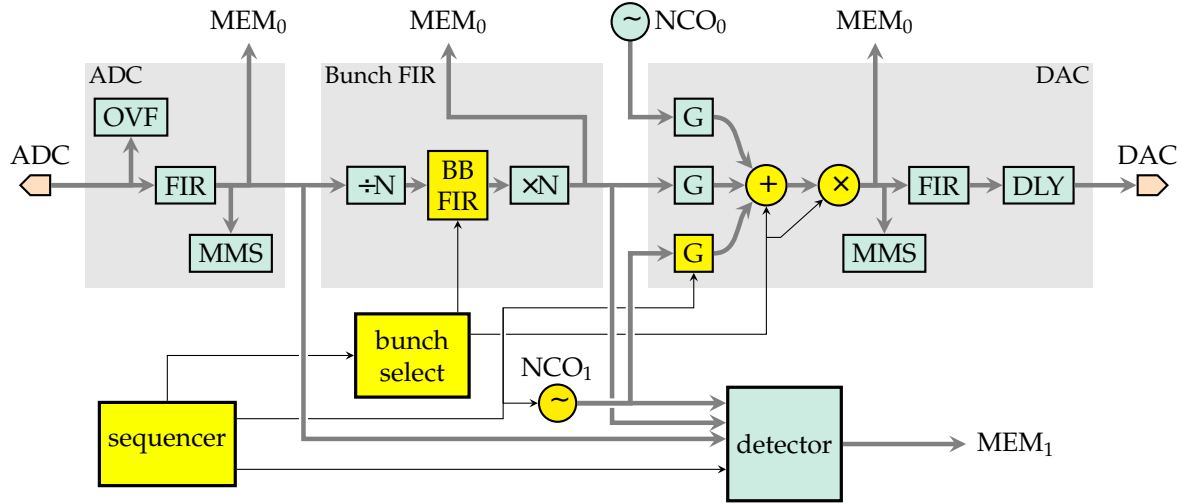 MEM₀
MEM₀
NCO₀
MEM₀
~
ADC
Bunch FIR
DAC
OVF
G
ADC
FIR
÷N
BB
FIR
×N
G
+
×
FIR
DLY
DAC
MMS
G
MMS
bunch
select
NCO₁
~
sequencer
detector
MEM₁